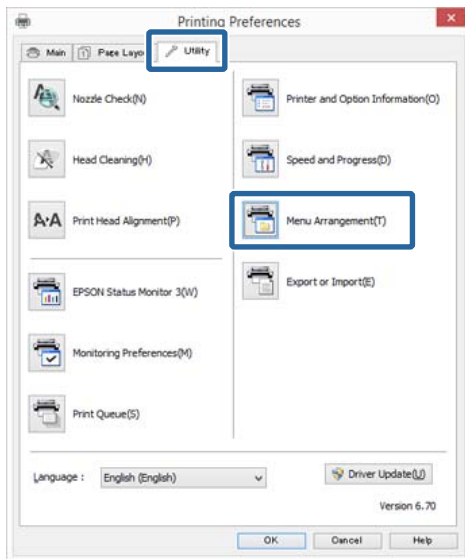 Printing Preferences
Main
Page Layo
Utility
Nozzle Check(N)
Printer and Option Information(O)
Head Cleaning(H)
Speed and Progress(D)
A·A
Print Head Alignment(P)
Menu Arrangement(T)
EPSON Status Monitor 3(W)
Export or Import(E)
Monitoring Preferences(M)
Print Queue(S)
Language :
English (English)
Driver Update(U)
Version 6.70
OK
Cancel
Help